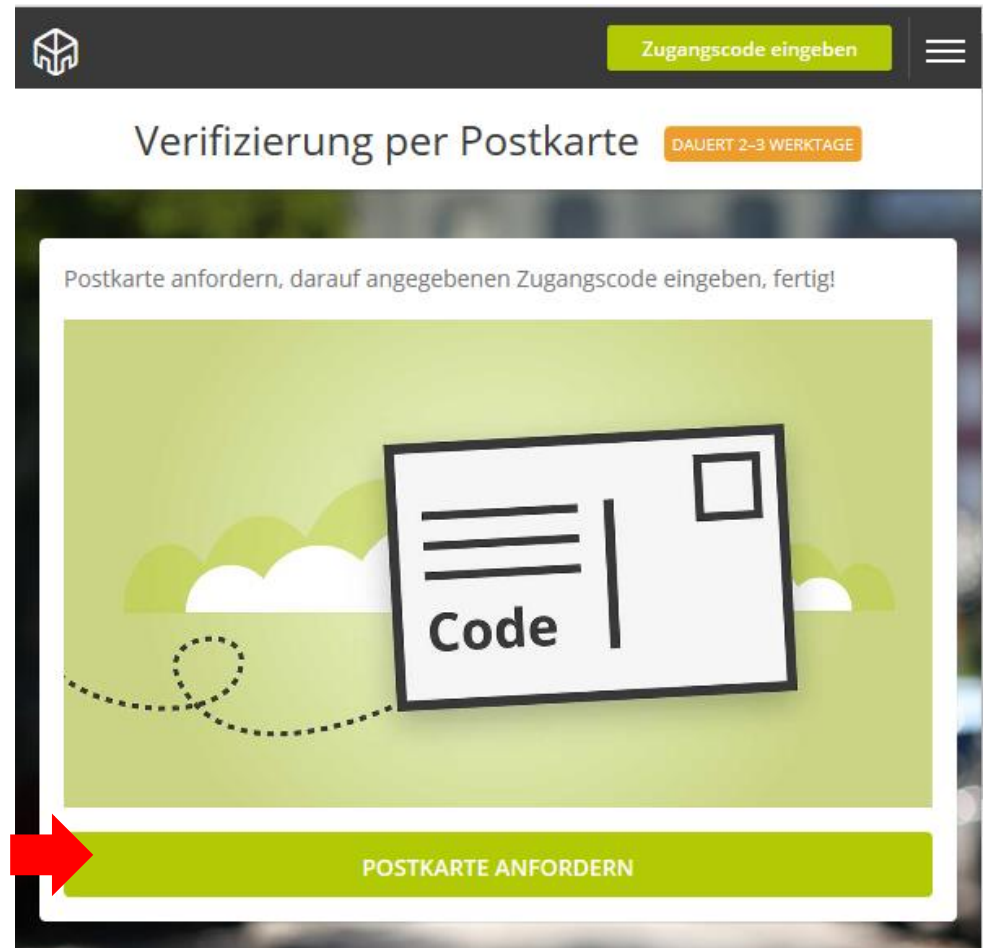 Zugangscode eingeben
Verifizierung per Postkarte DAUERT 2–3 WERKTAGE
Postkarte anfordern, darauf angegebenen Zugangscode eingeben, fertig!
Code
POSTKARTE ANFORDERN